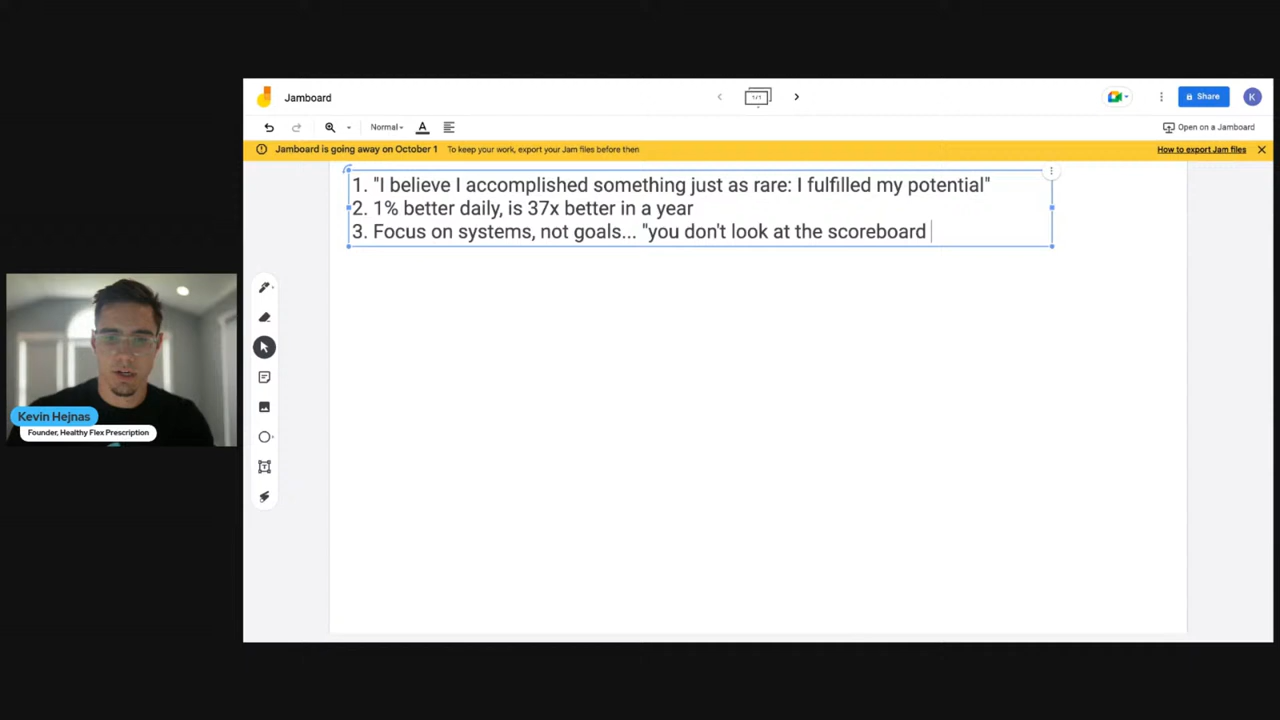 Jamboard
1/1
Share
K
Normal
A
Open on a Jamboard
Jamboard is going away on October 1 To keep your work, export your Jam files before then
How to export Jam files
1. "I believe I accomplished something just as rare: I fulfilled my potential"
2. 1% better daily, is 37x better in a year
3. Focus on systems, not goals... "you don't look at the scoreboard
Kevin Hejnas
Founder, Healthy Flex Prescription